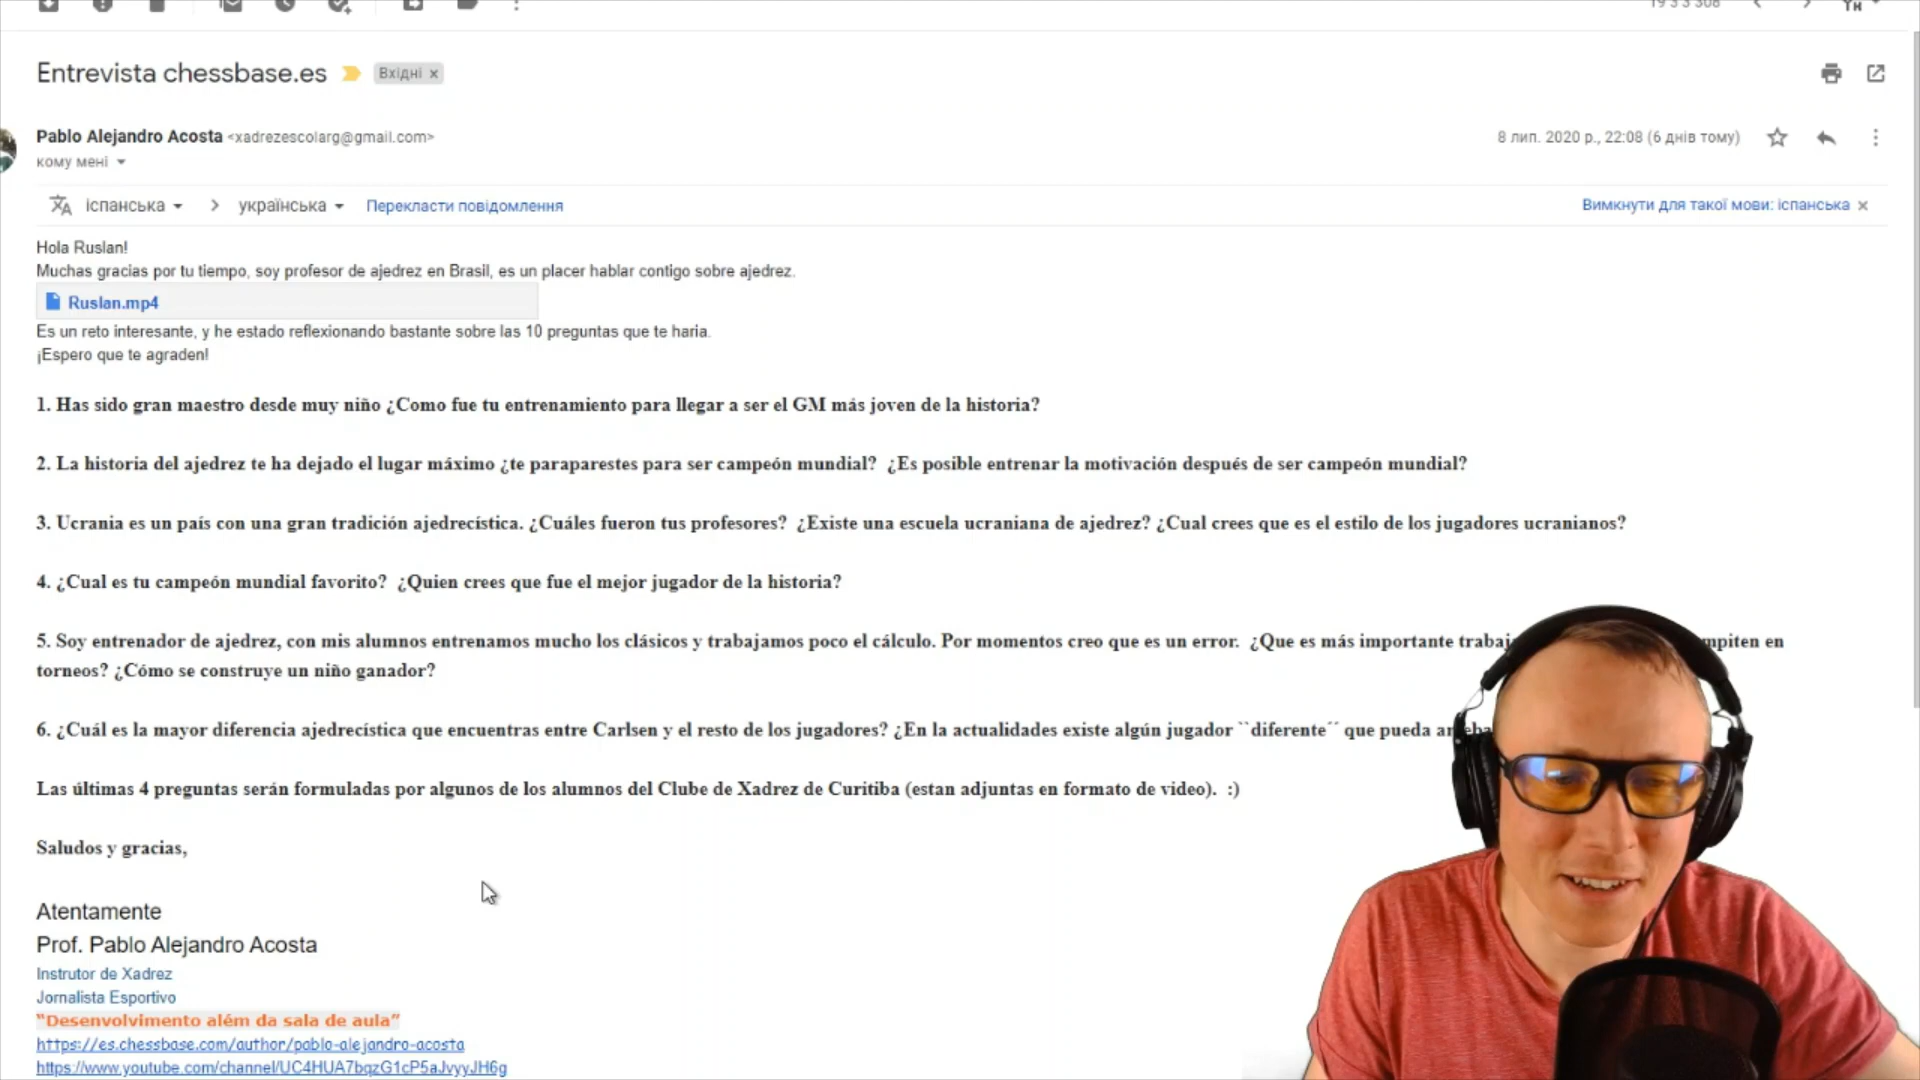 Entrevista chessbase.es Вхідні ×
Pablo Alejandro Acosta <xadrezescolarg@gmail.com> 8 лип. 2020 р., 22:08 (6 днів тому)
кому мені
іспанська > українська Перекласти повідомлення Вимкнути для такої мови: іспанська ×
Hola Ruslan!
Muchas gracias por tu tiempo, soy profesor de ajedrez en Brasil, es un placer hablar contigo sobre ajedrez.
Ruslan.mp4
Es un reto interesante, y he estado reflexionando bastante sobre las 10 preguntas que te haria.
¡Espero que te agraden!
1. Has sido gran maestro desde muy niño ¿Como fue tu entrenamiento para llegar a ser el GM más joven de la historia?
2. La historia del ajedrez te ha dejado el lugar máximo ¿te paraparestes para ser campeón mundial? ¿Es posible entrenar la motivación después de ser campeón mundial?
3. Ucrania es un país con una gran tradición ajedrecística. ¿Cuáles fueron tus profesores? ¿Existe una escuela ucraniana de ajedrez? ¿Cual crees que es el estilo de los jugadores ucranianos?
4. ¿Cual es tu campeón mundial favorito? ¿Quien crees que fue el mejor jugador de la historia?
5. Soy entrenador de ajedrez, con mis alumnos entrenamos mucho los clásicos y trabajamos poco el cálculo. Por momentos creo que es un error. ¿Que es más importante en
torneos? ¿Cómo se construye un niño ganador?
6. ¿Cuál es la mayor diferencia ajedrecística que encuentras entre Carlsen y el resto de los jugadores? ¿En la actualidades existe algún jugador ``diferente´´ que pueda
Las últimas 4 preguntas serán formuladas por algunos de los alumnos del Clube de Xadrez de Curitiba (estan adjuntas en formato de video). :)
Saludos y gracias,
Atentamente
Prof. Pablo Alejandro Acosta
Instrutor de Xadrez
Jornalista Esportivo
"Desenvolvimento além da sala de aula"
https://es.chessbase.com/author/pablo-alejandro-acosta
https://www.youtube.com/channel/UC4HUA7bqzG1cP5aJvyyJH6g